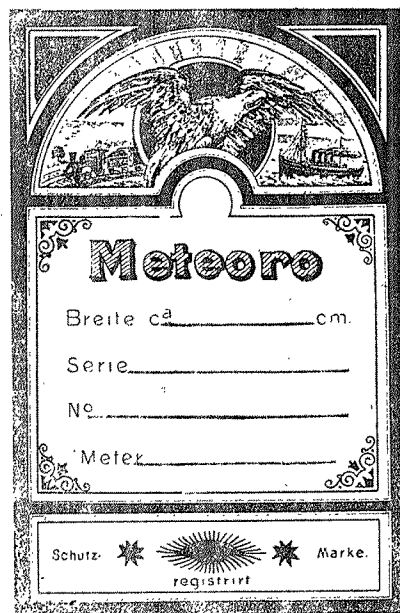 Meteoro
Breite ca cm.
Serie
No
Meter
Schutz- Marke.
registrirt